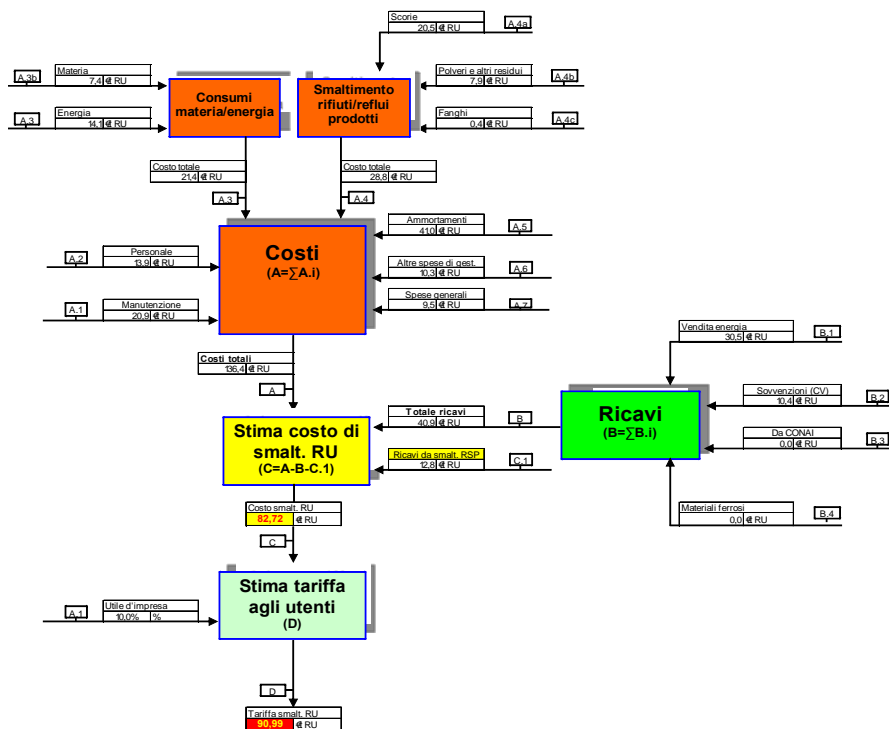 Scorie
20,5 € RU
A.4a
Materia
7,4 € RU
A.3b
Polveri e altri residui
7,9 € RU
A.4b
Consumi
materia/energia
Smaltimento
rifiuti/reflui
prodotti
Energia
14,1 € RU
A.3
Fanghi
0,4 € RU
A.4c
Costo totale
21,4 € RU
A.3
Costo totale
28,8 € RU
A.4
Ammortamenti
41,0 € RU
A.5
Costi
(A=∑A.i)
Personale
13,9 € RU
A.2
Altre spese di gest.
10,3 € RU
A.6
Manutenzione
20,9 € RU
A.1
Spese generali
9,5 € RU
A.7
Vendita energia
30,5 € RU
B.1
Costi totali
136,4 € RU
A
Sovvenzioni (CV)
10,4 € RU
B.2
Totale ricavi
40,9 € RU
B
Ricavi
(B=∑B.i)
Stima costo di
smalt. RU
(C=A-B-C.1)
Da CONAI
0,0 € RU
B.3
Ricavi da smalt. RSP
12,8 € RU
C.1
Costo smalt. RU
82,72 € RU
C
Materiali ferrosi
0,0 € RU
B.4
Stima tariffa
agli utenti
(D)
Utile d'impresa
10,0% %
A.1
D
Tariffa smalt. RU
90,99 € RU